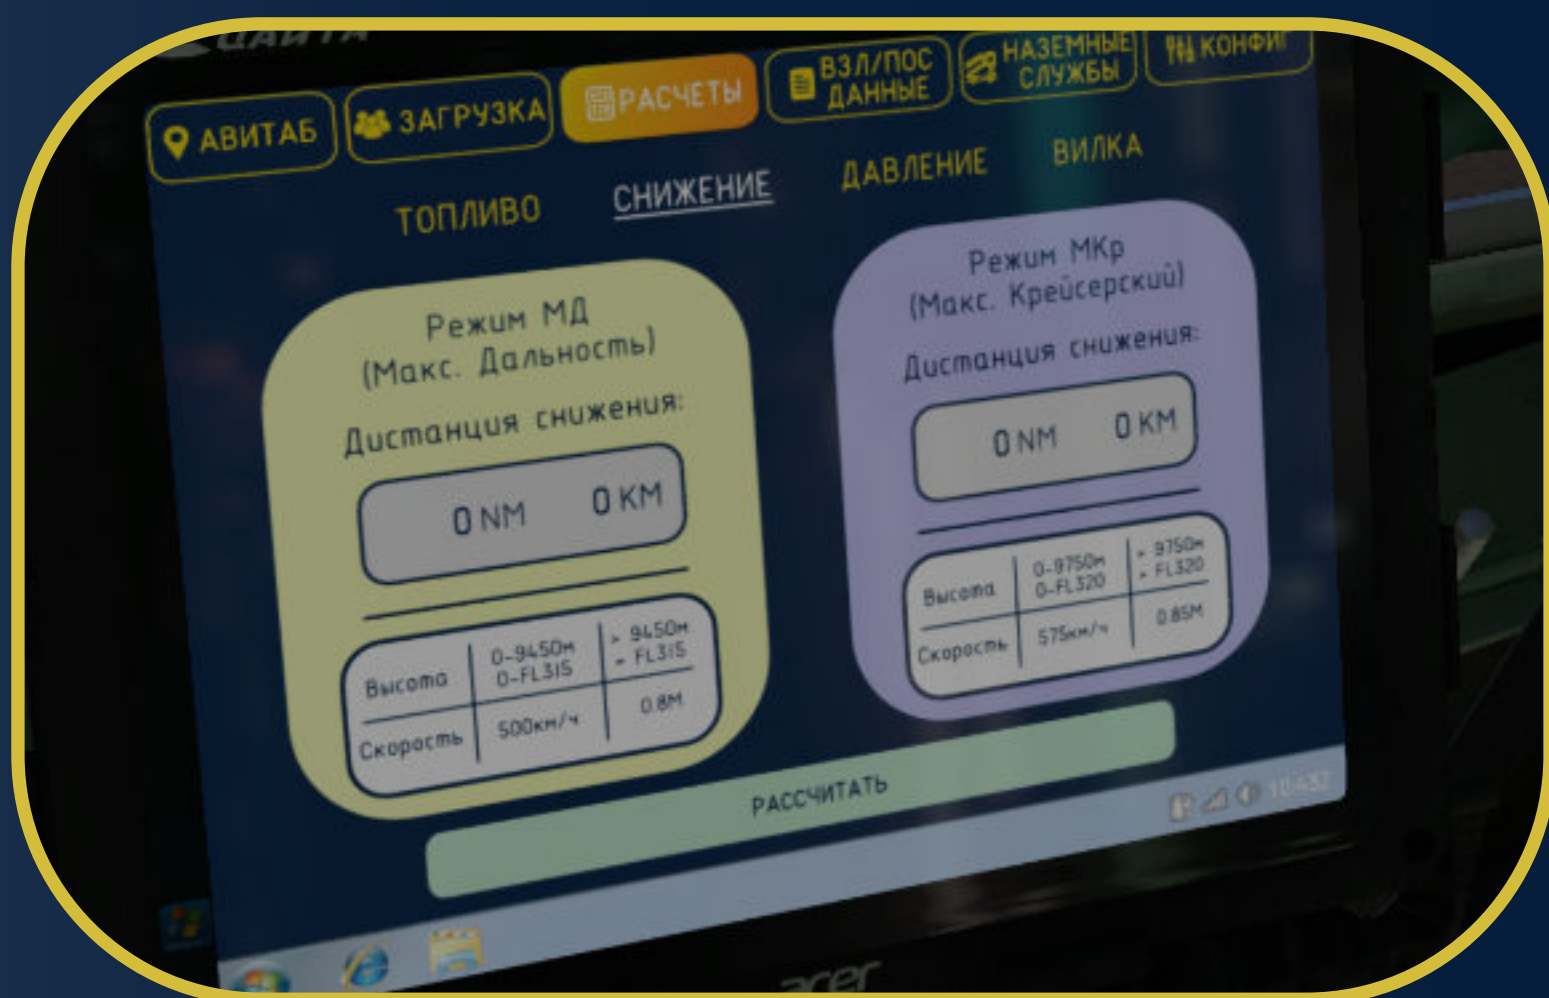 ЦАЙТА
АВИТАБ
ЗАГРУЗКА
РАСЧЕТЫ
ВЗЛ/ПОС
ДАННЫЕ
НАЗЕМНЫЕ
СЛУЖБЫ
КОНФИГ
ТОПЛИВО
СНИЖЕНИЕ
ДАВЛЕНИЕ
ВИЛКА
Режим МД
(Макс. Дальность)
Дистанция снижения:
0 NM 0 KM
Высота
0-9450м
0-FL315
> 9450м
> FL315
Скорость
500км/ч
0.8M
Режим МКр
(Макс. Крейсерский)
Дистанция снижения:
0 NM 0 KM
Высота
0-9750м
0-FL320
> 9750м
> FL320
Скорость
575км/ч
0.85M
РАССЧИТАТЬ
acer